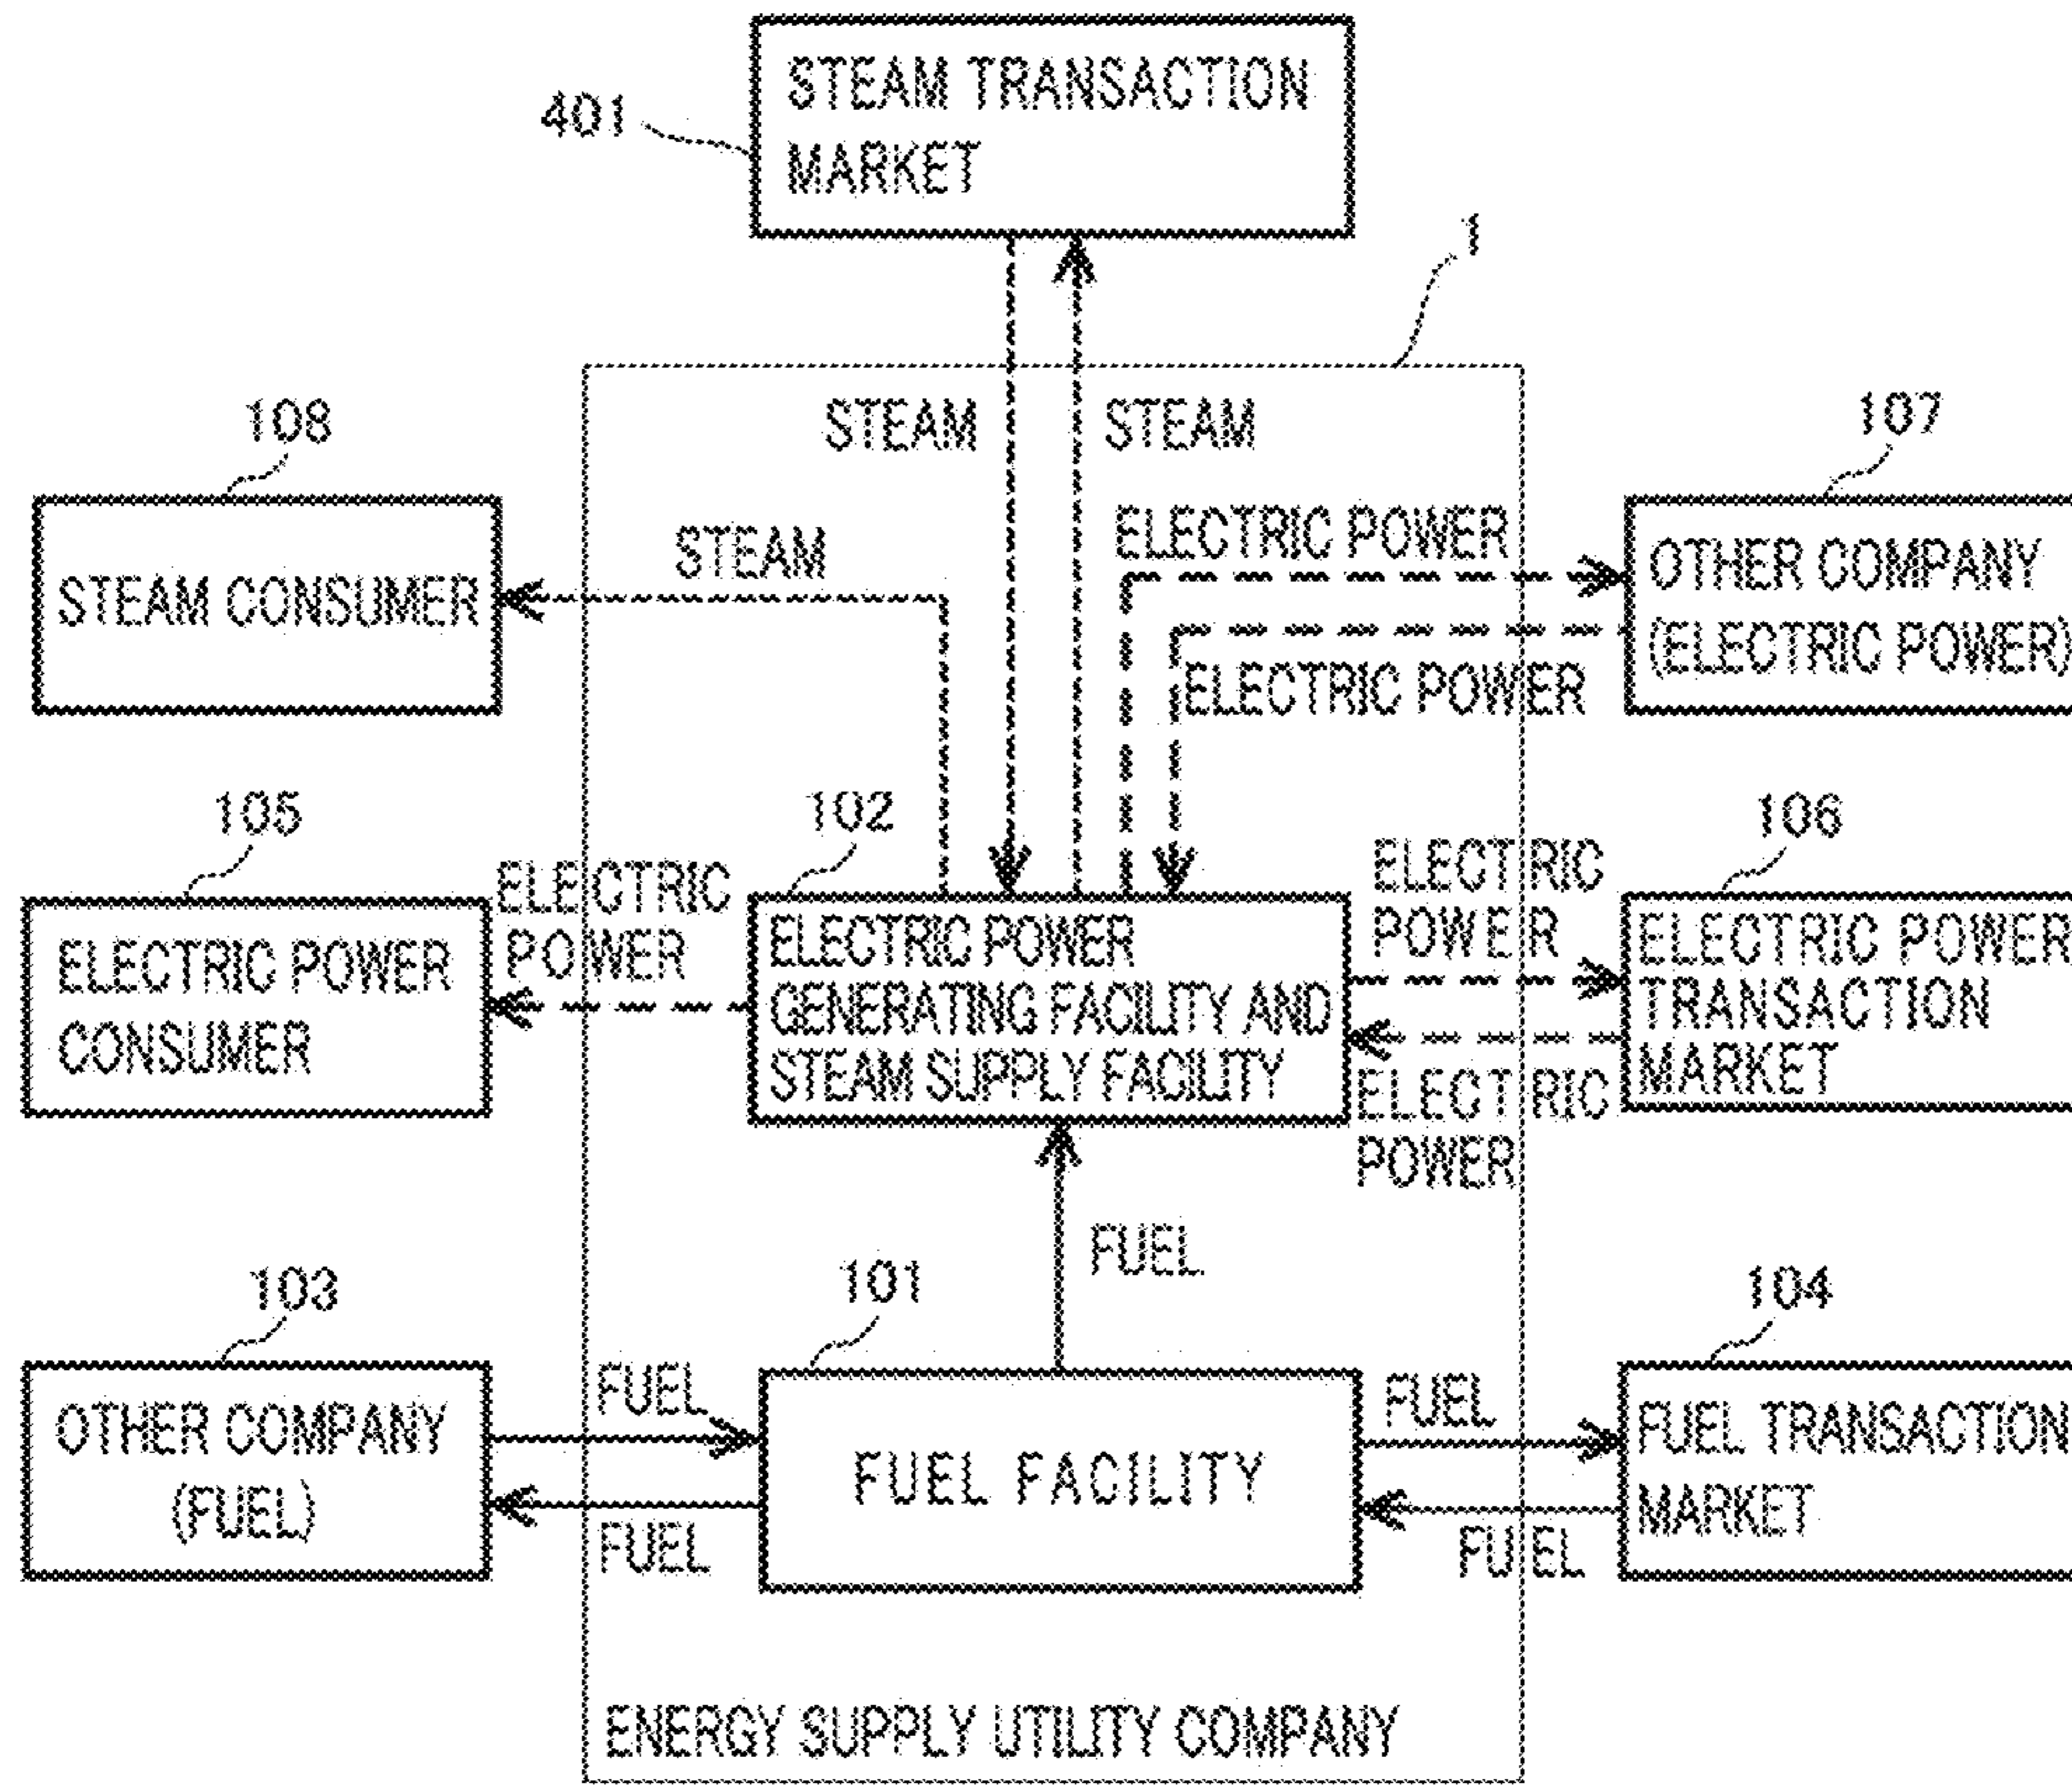 STEAM TRANSACTION
MARKET
401
1
STEAM
STEAM
108
107
STEAM CONSUMER
STEAM
ELECTRIC POWER
ELECTRIC POWER
OTHER COMPANY
(ELECTRIC POWER)
105
102
106
ELECTRIC POWER
CONSUMER
ELECTRIC
POWER
ELECTRIC POWER
GENERATING FACILITY AND
STEAM SUPPLY FACILITY
ELECTRIC
POWER
ELECTRIC
POWER
ELECTRIC POWER
TRANSACTION
MARKET
FUEL
103
101
104
OTHER COMPANY
(FUEL)
FUEL
FUEL
FUEL FACILITY
FUEL
FUEL
FUEL TRANSACTION
MARKET
ENERGY SUPPLY UTILITY COMPANY